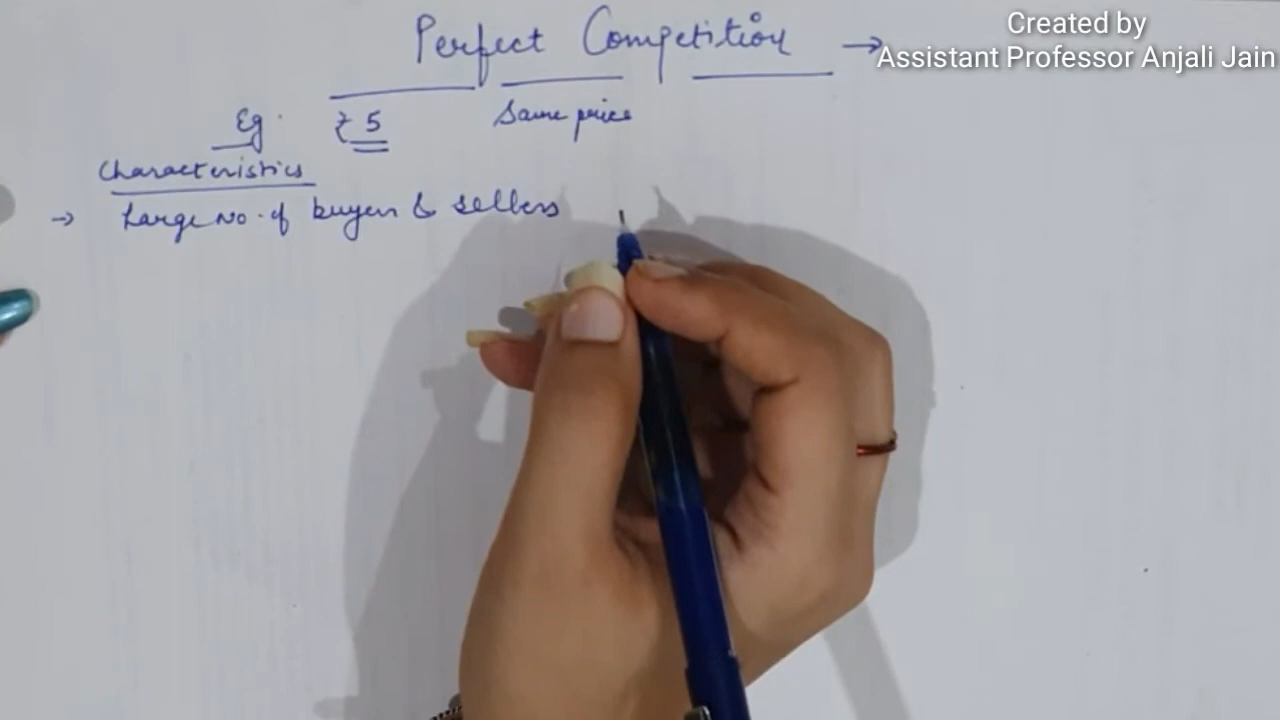 Perfect Competition →
Created by
Assistant Professor Anjali Jain
Eg. ₹ 5 Same price
Characteristics
→ Large No. of buyers & sellers